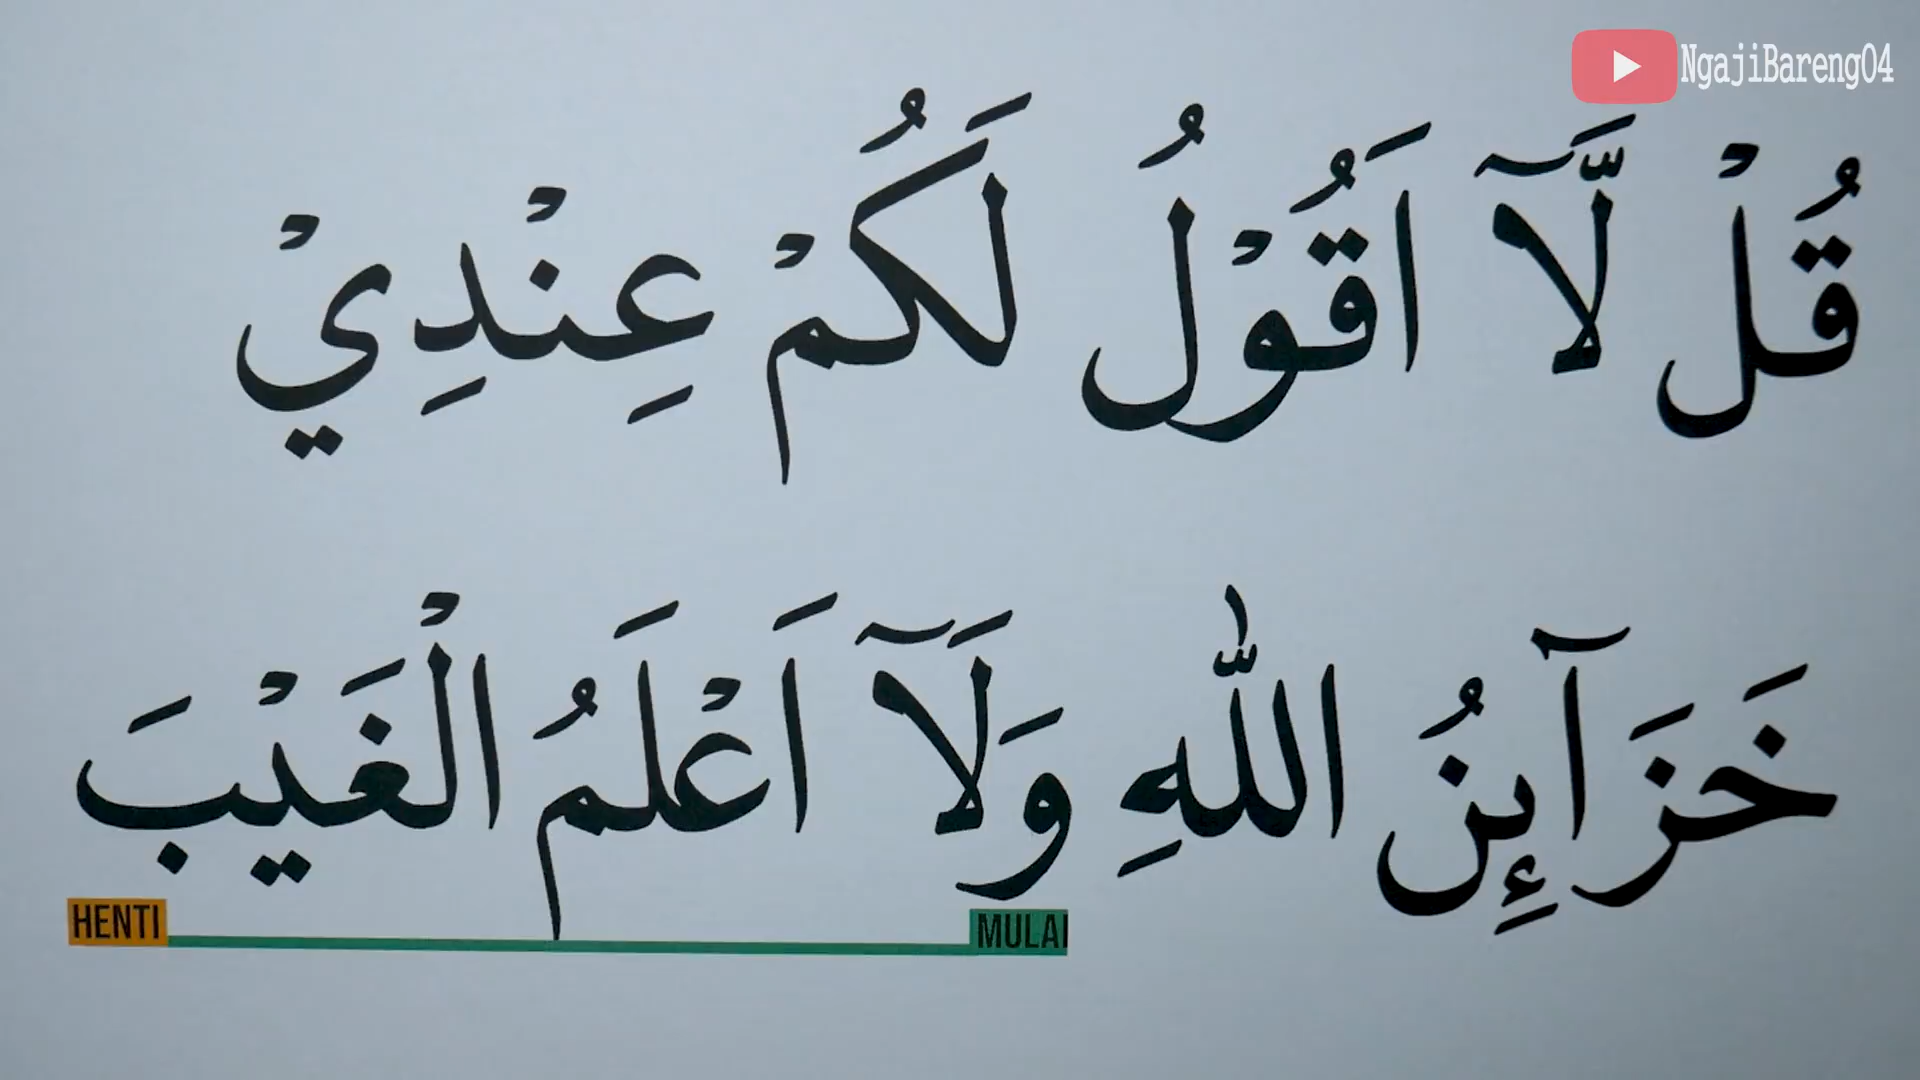 NgajiBareng04
قُلْ لَّآ اَقُوْلُ لَكُمْ عِنْدِيْ
خَزَآىِٕنُ اللّٰهِ وَلَآ اَعْلَمُ الْغَيْبَ
HENTI MULAI